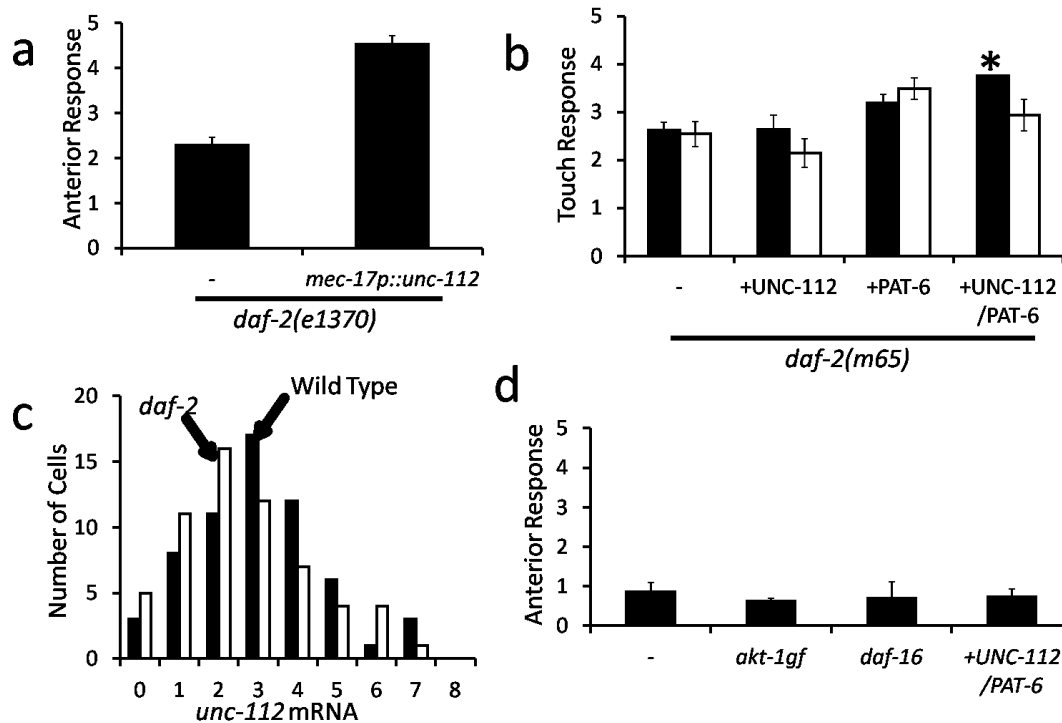 a
Anterior Response
5
4
3
2
1
0
-
mec-17p::unc-112
daf-2(e1370)
b
Touch Response
5
4
3
2
1
0
*
-
+UNC-112
+PAT-6
+UNC-112
/PAT-6
daf-2(m65)
c
Number of Cells
20
15
10
5
0
daf-2
Wild Type
0 1 2 3 4 5 6 7 8
unc-112 mRNA
d
Anterior Response
5
4
3
2
1
0
-
akt-1gf
daf-16
+UNC-112
/PAT-6